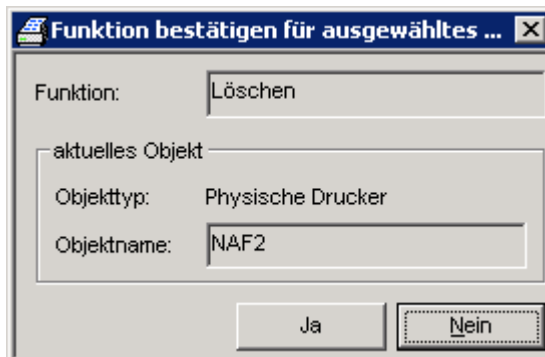 Funktion bestätigen für ausgewähltes ...
Funktion: Löschen
aktuelles Objekt
Objekttyp: Physische Drucker
Objektname: NAF2
Ja Nein